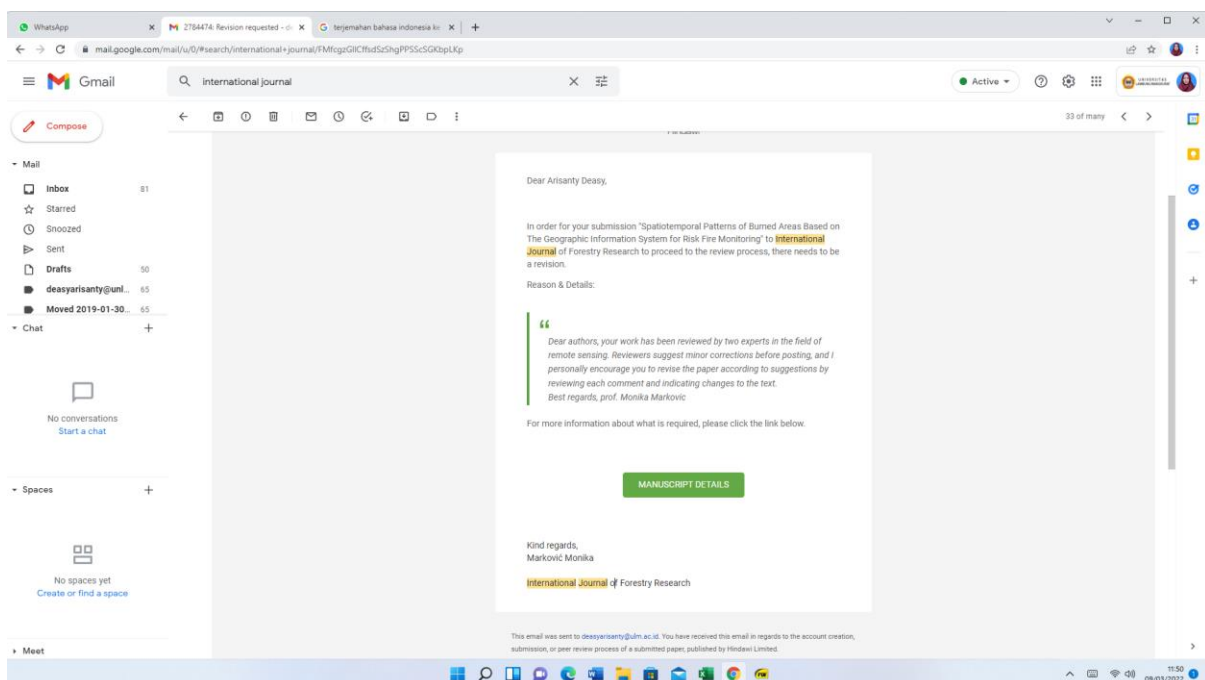 WhatsApp
2784474: Revision requested - d
terjemahan bahasa indonesia ke
mail.google.com/mail/u/0/#search/international+journal/FMfcgzGllCffsdSzShgPPSScSGKbpLKp
Gmail
international journal
Active
UNIVERSITAS
33 of many
Compose
Mail
Inbox 81
Starred
Snoozed
Sent
Drafts 50
deasyarisanty@unl... 65
Moved 2019-01-30... 65
Chat
No conversations
Start a chat
Spaces
No spaces yet
Create or find a space
Meet
Hindawi
Dear Arisanty Deasy,
In order for your submission "Spatiotemporal Patterns of Burned Areas Based on
The Geographic Information System for Risk Fire Monitoring" to International
Journal of Forestry Research to proceed to the review process, there needs to be
a revision.
Reason & Details:
“
Dear authors, your work has been reviewed by two experts in the field of
remote sensing. Reviewers suggest minor corrections before posting, and I
personally encourage you to revise the paper according to suggestions by
reviewing each comment and indicating changes to the text.
Best regards, prof. Monika Markovic
For more information about what is required, please click the link below.
MANUSCRIPT DETAILS
Kind regards,
Marković Monika
International Journal of Forestry Research
This email was sent to deasyarisanty@ulm.ac.id. You have received this email in regards to the account creation,
submission, or peer review process of a submitted paper, published by Hindawi Limited.
11:50
08/05/2022